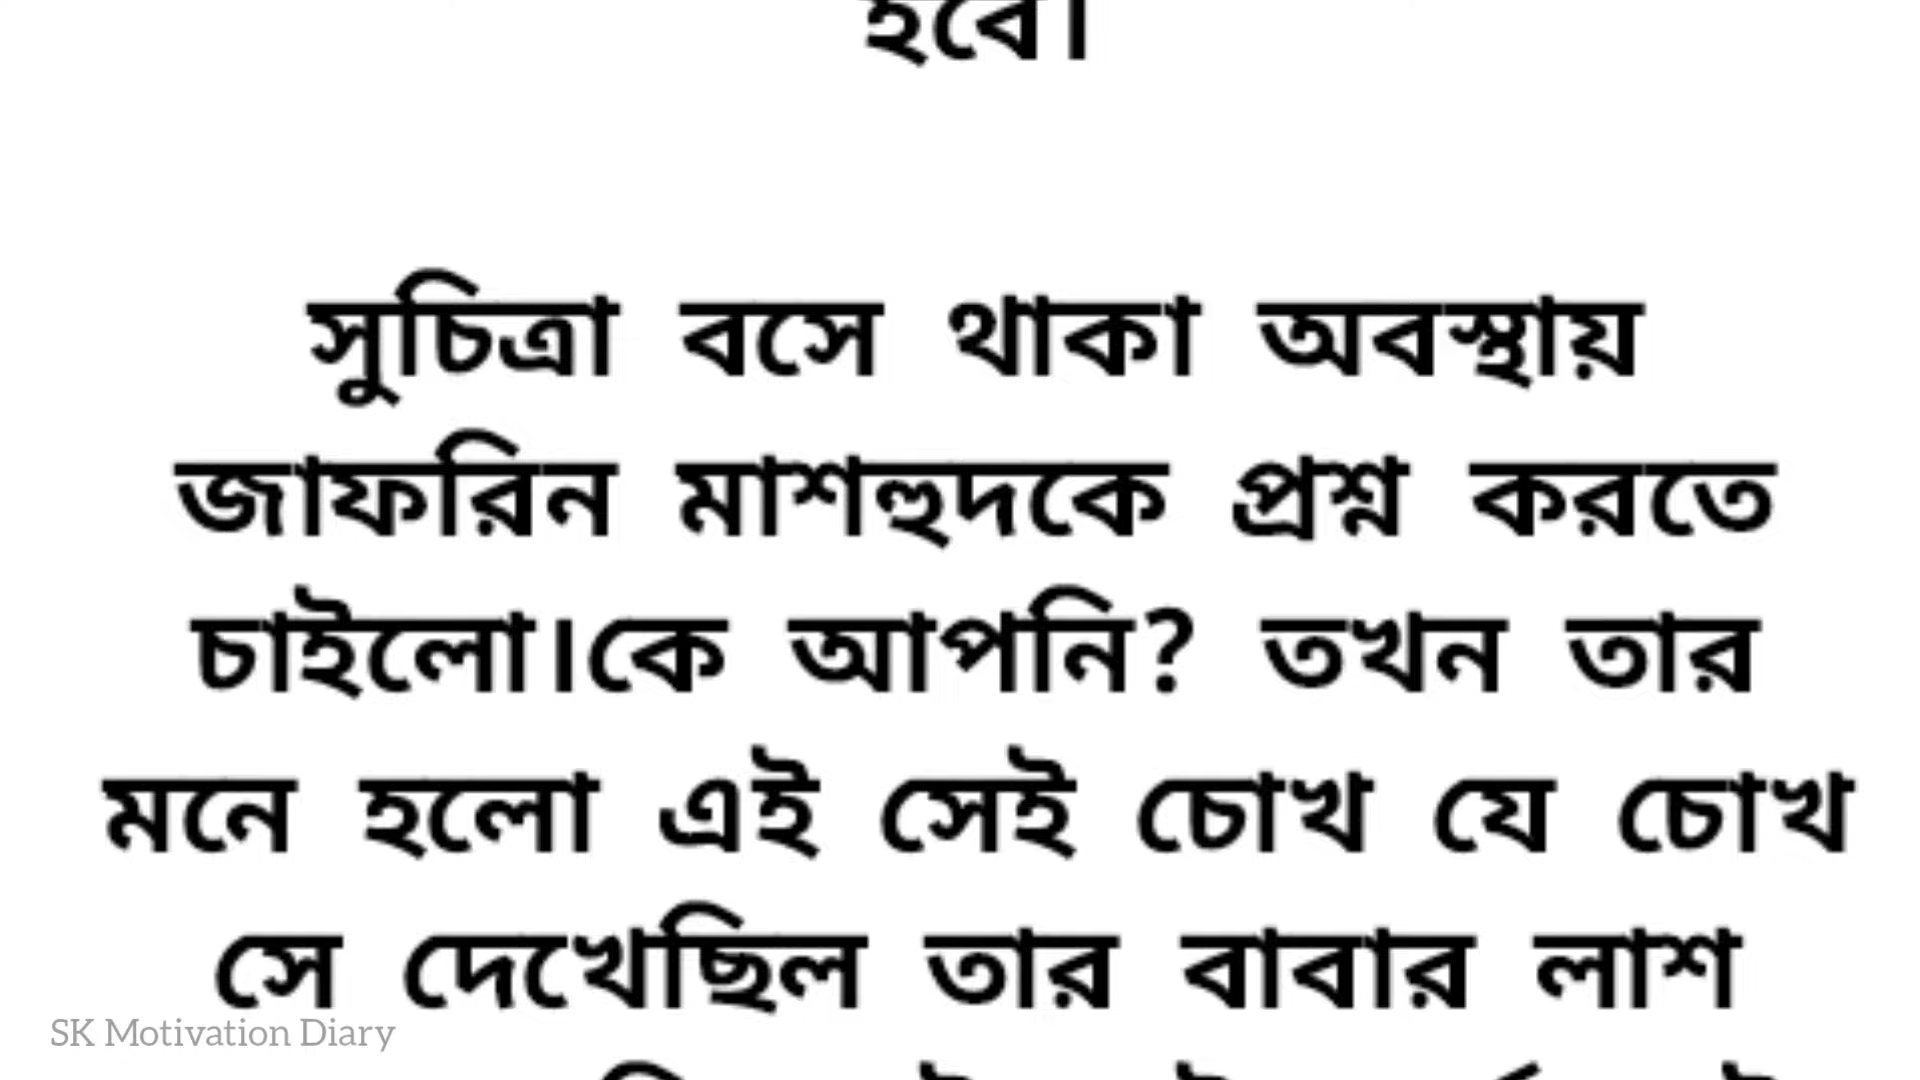 হবে।
সুচিত্রা বসে থাকা অবস্থায়
জাফরিন মাশহুদকে প্রশ্ন করতে
চাইলো।কে আপনি? তখন তার
মনে হলো এই সেই চোখ যে চোখ
সে দেখেছিল তার বাবার লাশ
SK Motivation Diary